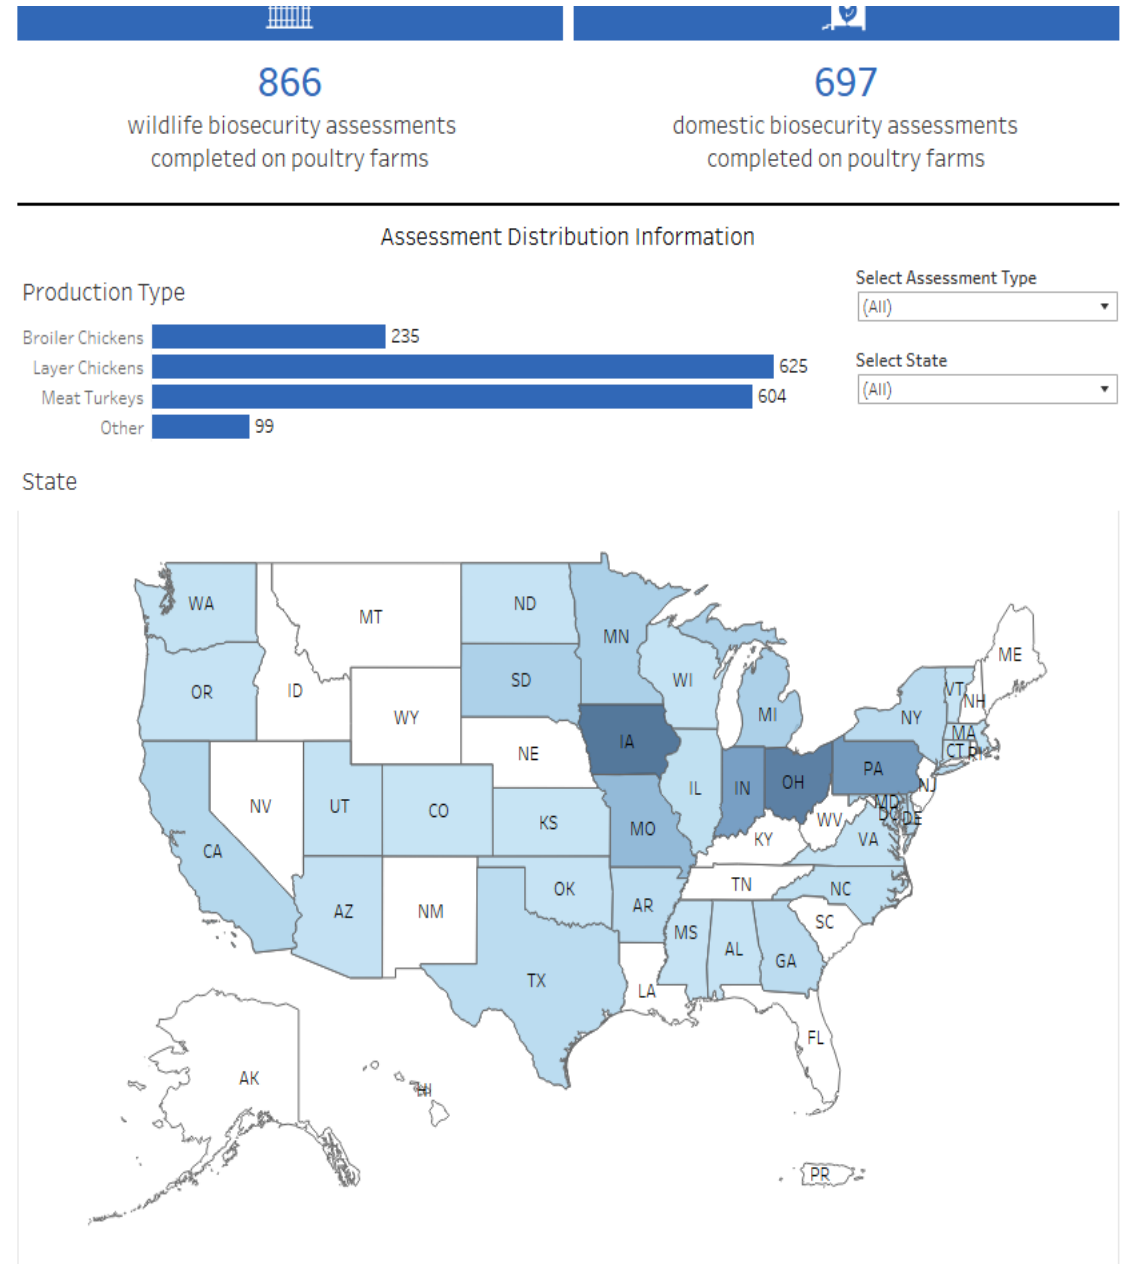 866
wildlife biosecurity assessments
completed on poultry farms
697
domestic biosecurity assessments
completed on poultry farms
Assessment Distribution Information
Production Type
Broiler Chickens 235
Layer Chickens 625
Meat Turkeys 604
Other 99
Select Assessment Type
(All)
Select State
(All)
State
WA
MT
ND
MN
ME
OR
ID
SD
WI
VT
NH
WY
MI
NY
MA
IA
CT
RI
NE
PA
NV
UT
CO
IL
IN
OH
NJ
MD
DC
DE
KS
MO
WV
VA
KY
CA
OK
TN
NC
AZ
NM
AR
SC
MS
AL
GA
TX
LA
FL
AK
HI
PR